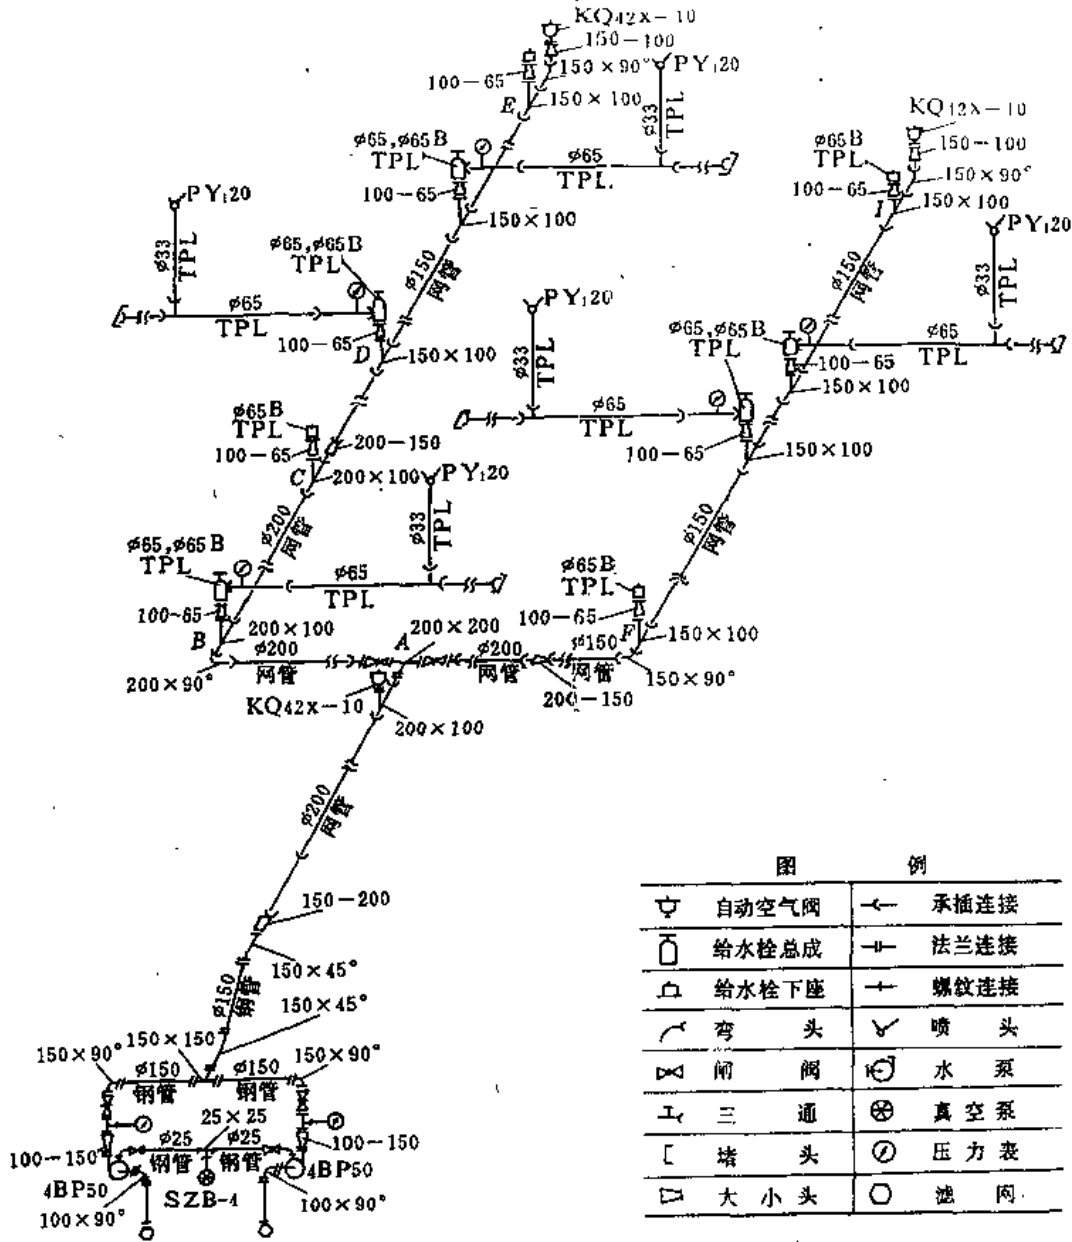 KQ42X-10
150-100
100-65
150×90°
PY₁20
E
150×100
φ33
TPL
KQ42X-10
φ65,φ65B
TPL
φ65
TPL
φ65B
TPL
150-100
100-65
150×90°
100-65
I
150×100
PY₁20
150×100
PY₁20
φ33
TPL
φ65,φ65B
TPL
φ150
网管
φ150
网管
φ33
TPL
φ65
TPL
PY₁20
φ65,φ65B
TPL
φ65
TPL
100-65
D
150×100
φ33
TPL
100-65
150×100
φ65B
TPL
φ65
TPL
200-150
100-65
100-65
150×100
C
200×100
PY₁20
φ200
网管
φ33
TPL
φ150
网管
φ65,φ65B
TPL
φ65
TPL
φ65B
TPL
100-65
100-65
B
200×100
A
200×200
F
150×100
φ200
网管
φ200
网管
φ150
网管
200×90°
150×90°
KQ42X-10
200-150
200×100
φ200
网管
150-200
150×45°
φ150
钢管
150×45°
150×90°
150×150
150×90°
φ150
钢管
φ150
钢管
25×25
100-150
φ25
钢管
φ25
钢管
100-150
4BP50
SZB-4
4BP50
100×90°
100×90°
图 例
自动空气阀 承插连接
给水栓总成 法兰连接
给水栓下座 螺纹连接
弯 头 喷 头
闸 阀 水 泵
三 通 真空泵
堵 头 压力表
大小头 滤 网